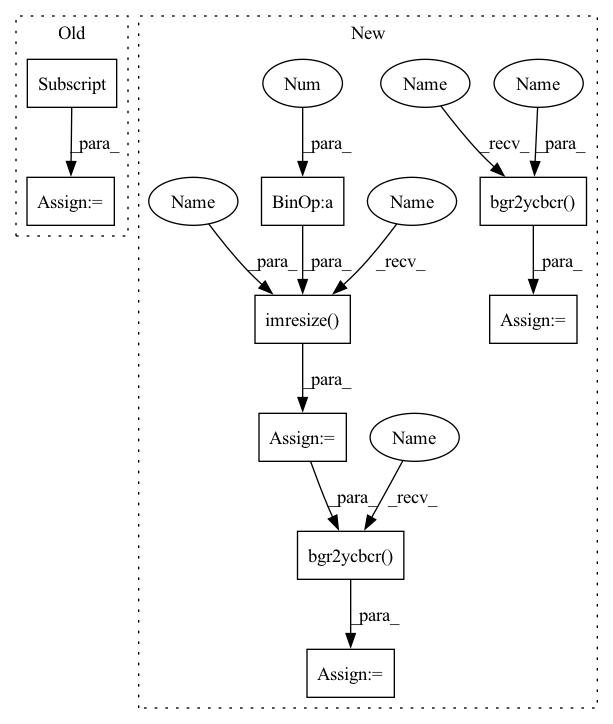 Old
New
Subscript
Num
Name
Name
_para_
_para_
_recv_
_para_
Assign:=
Name
BinOp:a
Name
bgr2ycbcr()
_para_
_para_
_recv_
_para_
imresize()
Assign:=
_para_
Assign:=
Name
_para_
_recv_
bgr2ycbcr()
_para_
Assign:=